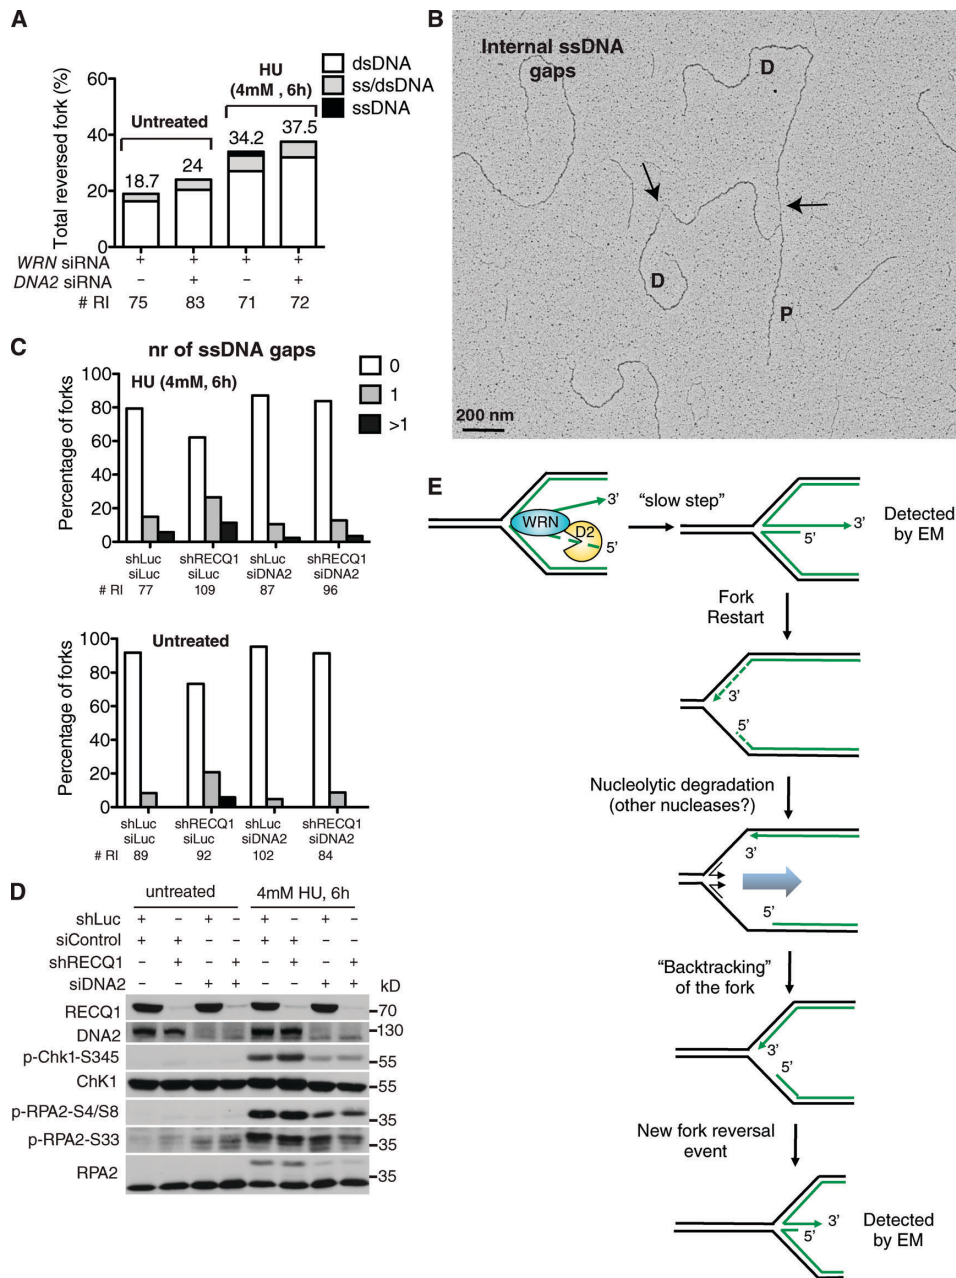 A
Total reversed fork (%)
60
40
20
0
Untreated
HU
(4mM , 6h)
dsDNA
ss/dsDNA
ssDNA
18.7
24
34.2
37.5
WRN siRNA + + + +
DNA2 siRNA - + - +
# RI 75 83 71 72
B
Internal ssDNA
gaps
D
D
P
200 nm
C
nr of ssDNA gaps
HU (4mM, 6h)
0
1
>1
Percentage of forks
100
80
60
40
20
0
shLuc shRECQ1 shLuc shRECQ1
siLuc siLuc siDNA2 siDNA2
# RI 77 109 87 96
Untreated
Percentage of forks
100
80
60
40
20
0
shLuc shRECQ1 shLuc shRECQ1
siLuc siLuc siDNA2 siDNA2
# RI 89 92 102 84
D
untreated 4mM HU, 6h
shLuc + - + - + - + -
siControl + + - - + + - -
shRECQ1 - + - + - + - +
siDNA2 - - + + - - + + kD
RECQ1 70
DNA2 130
p-Chk1-S345 55
ChK1 55
p-RPA2-S4/S8 35
p-RPA2-S33 35
RPA2 35
E
WRN
D2
3’
5’
“slow step”
3’
5’
Detected
by EM
Fork
Restart
3’
5’
Nucleolytic degradation
(other nucleases?)
3’
5’
“Backtracking”
of the fork
3’
5’
New fork reversal
event
3’
5’
Detected
by EM